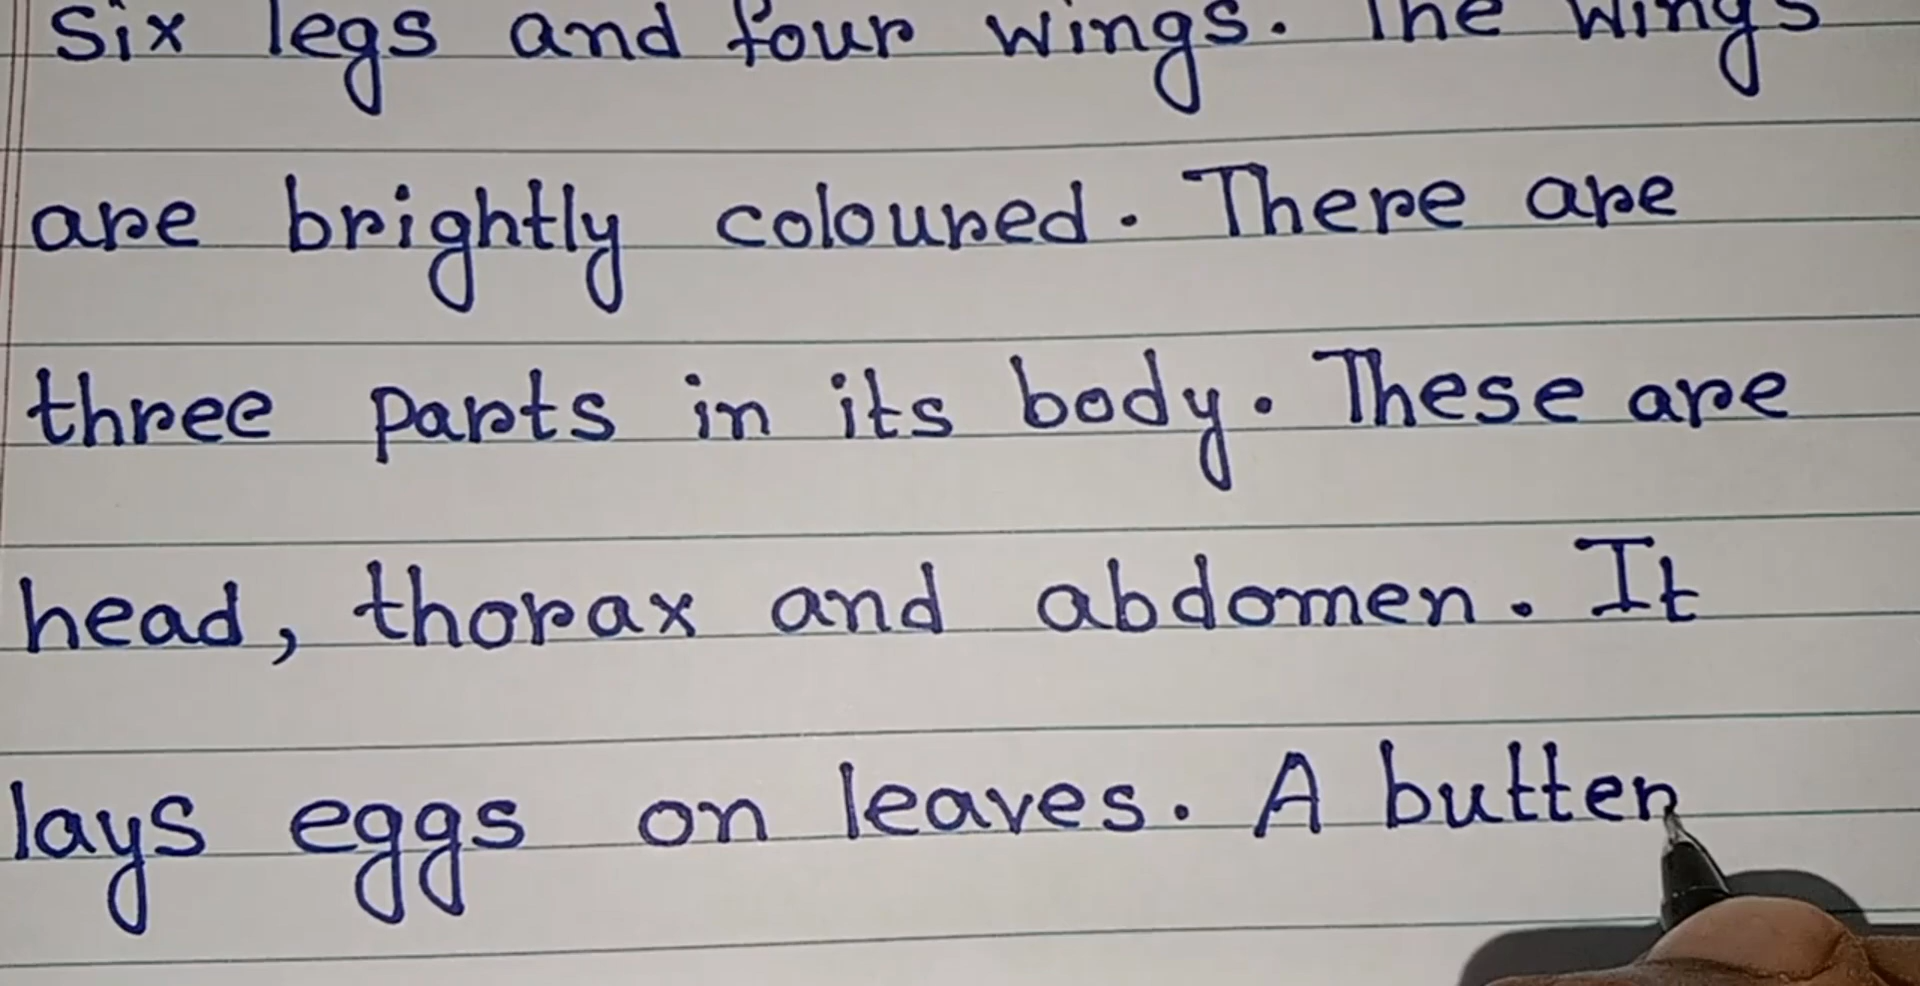 six legs and four wings. The wings
are brightly coloured. There are
three parts in its body. These are
head, thorax and abdomen. It
lays eggs on leaves. A butter